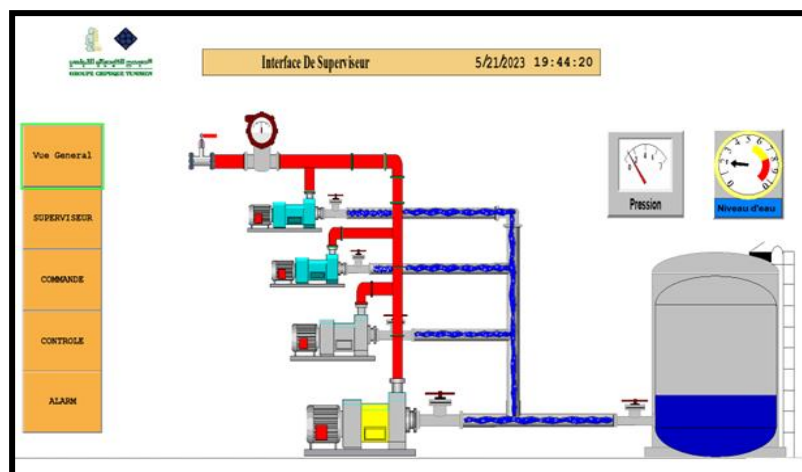 GROUPE CHIMIQUE TUNISIEN
Interface De Superviseur 5/21/2023 19:44:20
Vue General
SUPERVISEUR
COMMANDE
CONTROLE
ALARM
Pression
Niveau d'eau